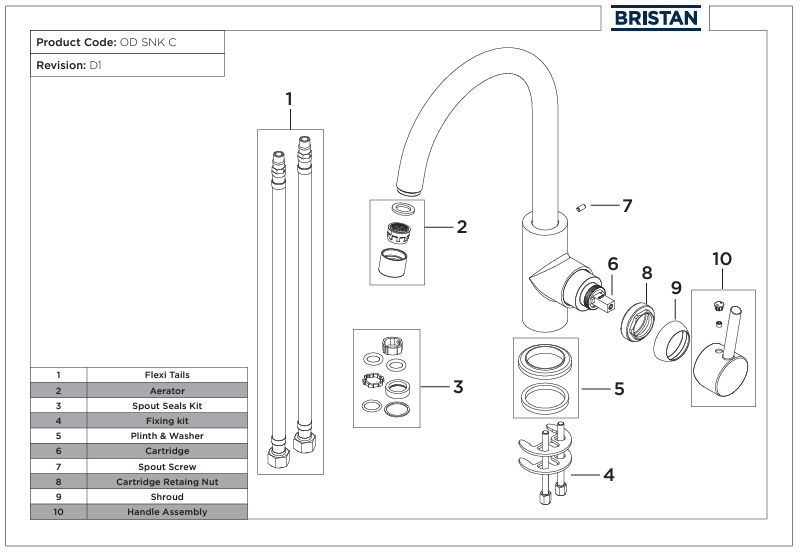 BRISTAN
Product Code: OD SNK C
Revision: D1
1
2
3
4
5
6
7
8
9
10
1 Flexi Tails
2 Aerator
3 Spout Seals Kit
4 Fixing kit
5 Plinth & Washer
6 Cartridge
7 Spout Screw
8 Cartridge Retaing Nut
9 Shroud
10 Handle Assembly